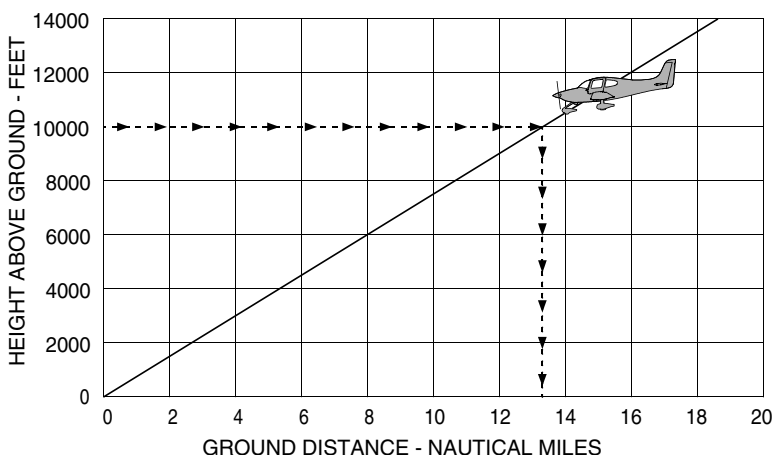 HEIGHT ABOVE GROUND - FEET
14000
12000
10000
8000
6000
4000
2000
0
0 2 4 6 8 10 12 14 16 18 20
GROUND DISTANCE - NAUTICAL MILES